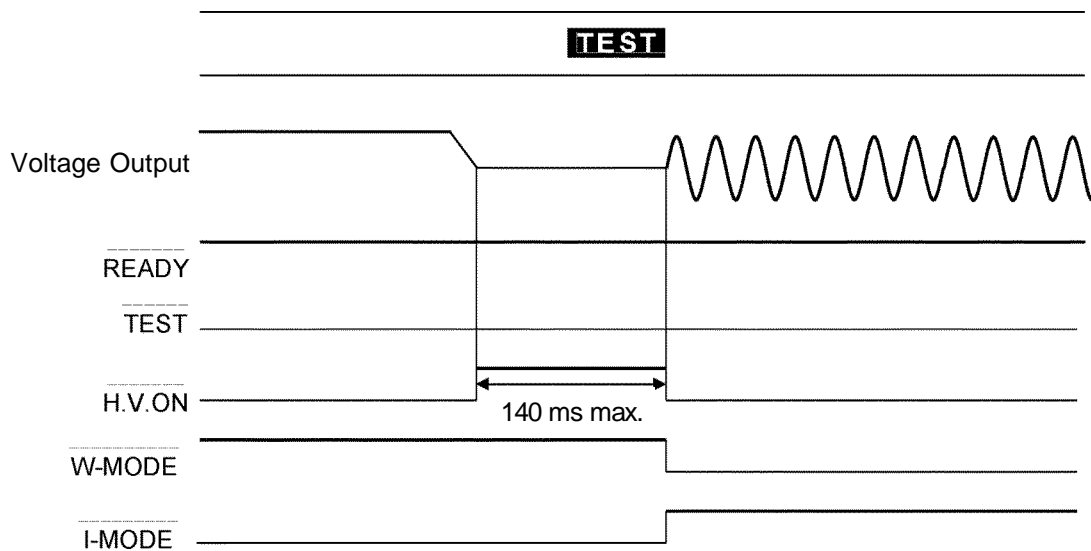 TEST
Voltage Output
READY
TEST
H.V.ON
140 ms max.
W-MODE
I-MODE